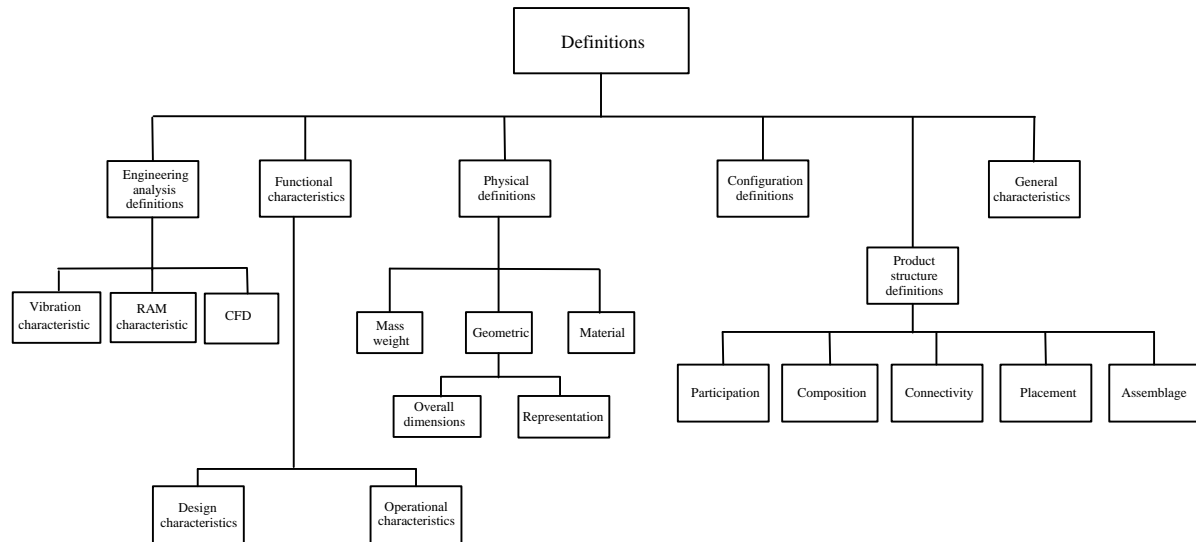 Definitions
Engineering
analysis
definitions
Functional
characteristics
Physical
definitions
Configuration
definitions
General
characteristics
Product
structure
definitions
Vibration
characteristic
RAM
characteristic
CFD
Mass
weight
Geometric
Material
Participation
Composition
Connectivity
Placement
Assemblage
Overall
dimensions
Representation
Design
characteristics
Operational
characteristics